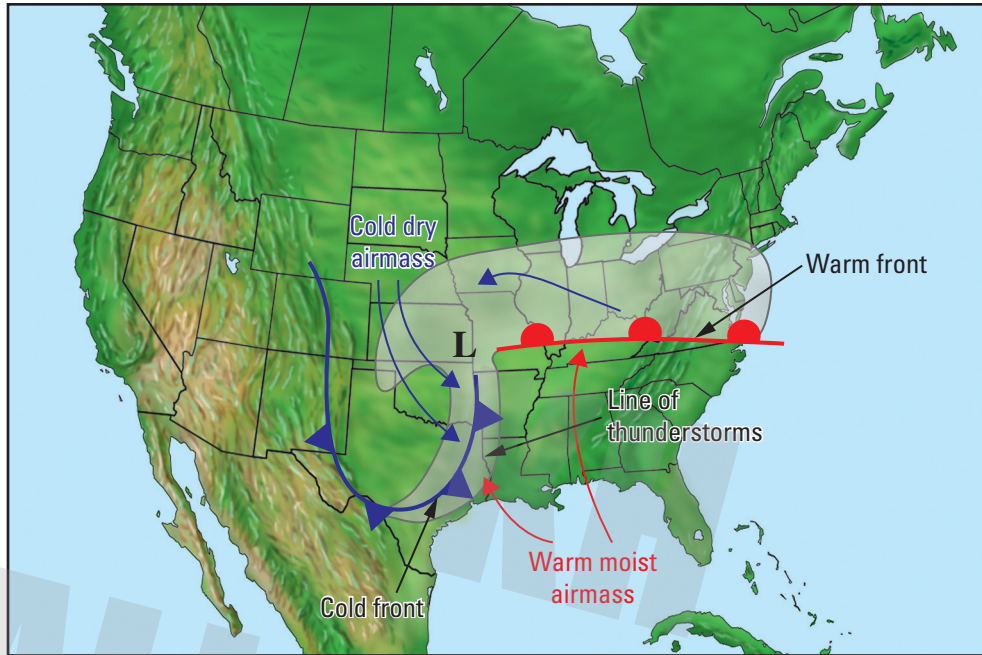 Cold dry
airmass
Warm front
L
Line of
thunderstorms
Warm moist
airmass
Cold front